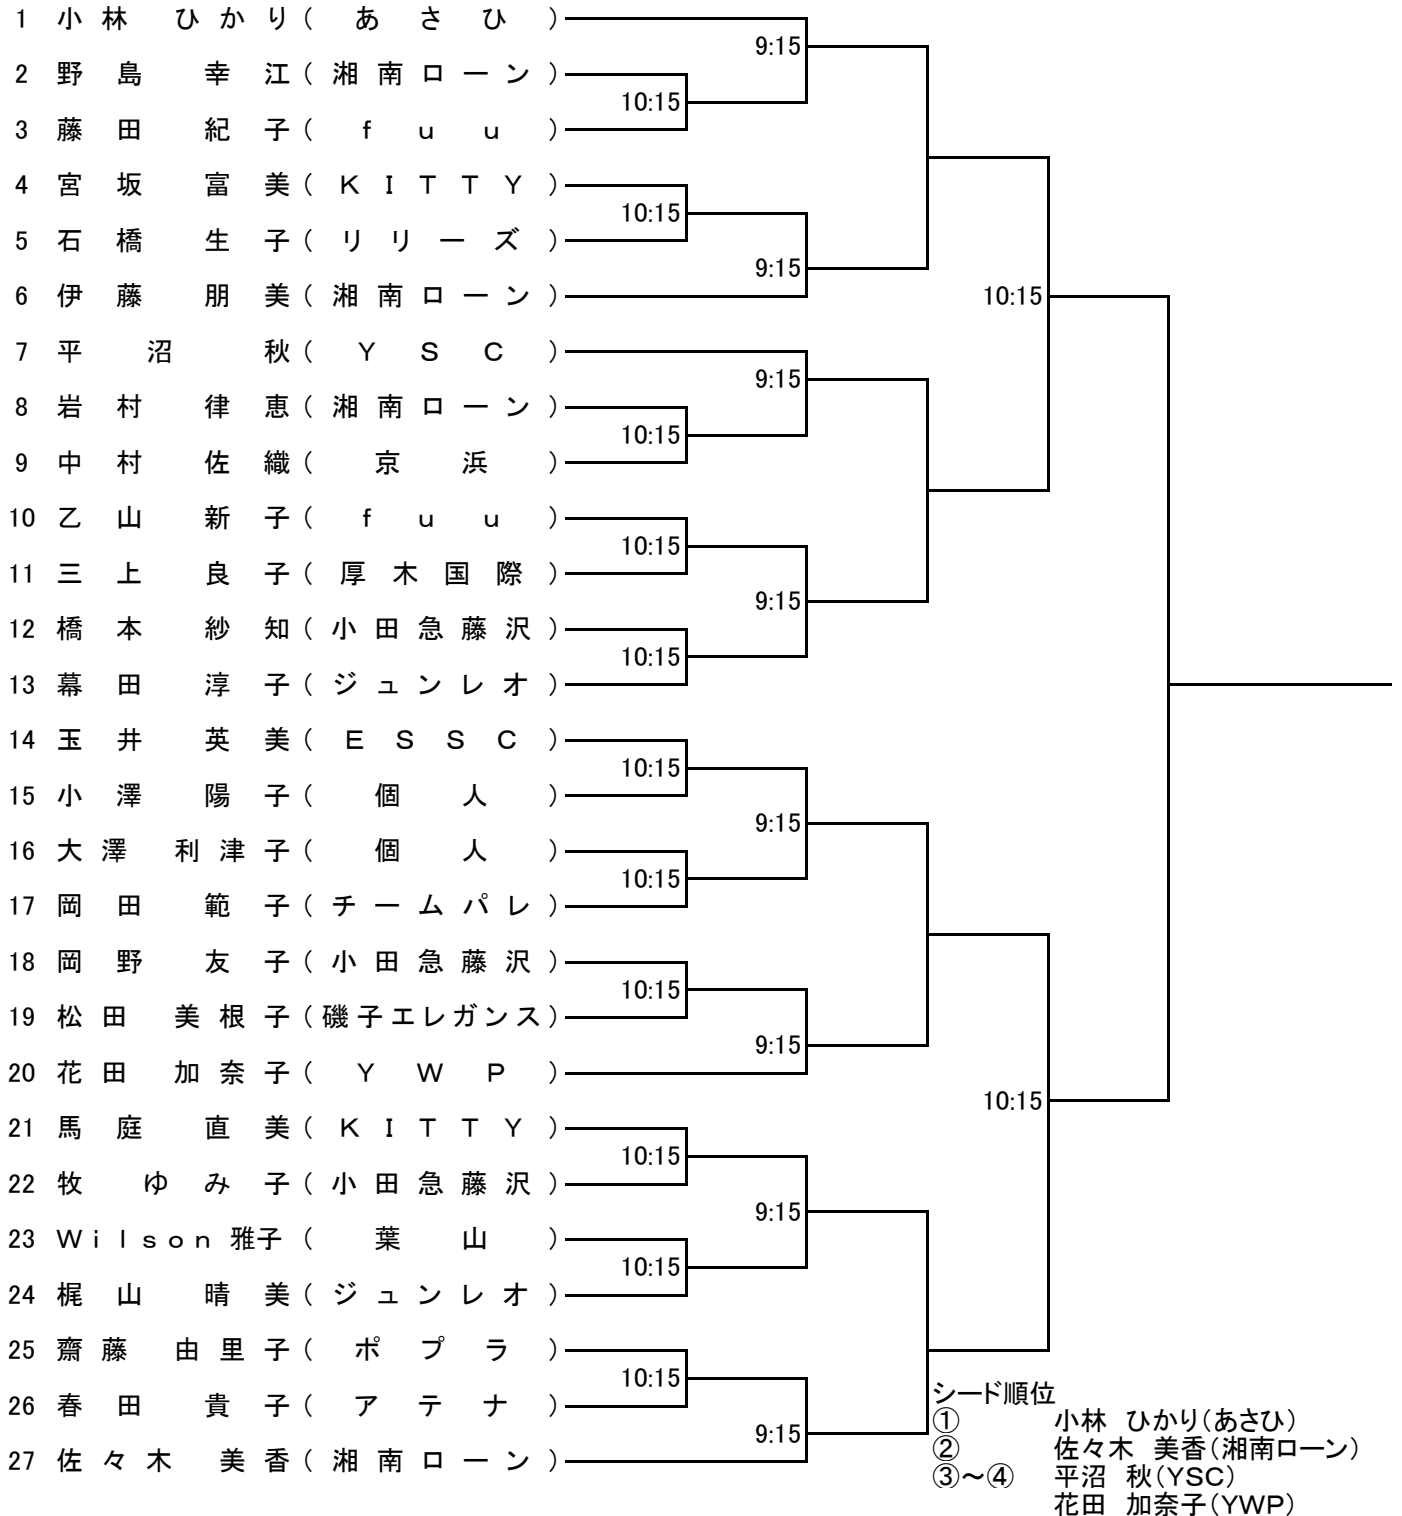 1 小林 ひかり(あさひ)
9:15
2 野島 幸江(湘南ローン)
10:15
3 藤田 紀子(fuu)
4 宮坂 富美(KITTY)
10:15
5 石橋 生子(リリーズ)
9:15
6 伊藤 朋美(湘南ローン)
10:15
7 平沼 秋(YSC)
9:15
8 岩村 律恵(湘南ローン)
10:15
9 中村 佐織(京浜)
10 乙山 新子(fuu)
10:15
11 三上 良子(厚木国際)
9:15
12 橋本 紗知(小田急藤沢)
10:15
13 幕田 淳子(ジュンレオ)
14 玉井 英美(ESSC)
10:15
15 小澤 陽子(個人)
9:15
16 大澤 利津子(個人)
10:15
17 岡田 範子(チームパレ)
18 岡野 友子(小田急藤沢)
10:15
19 松田 美根子(磯子エレガンス)
9:15
20 花田 加奈子(YWP)
10:15
21 馬庭 直美(KITTY)
10:15
22 牧 ゆみ子(小田急藤沢)
9:15
23 Wilson 雅子(葉山)
10:15
24 梶山 晴美(ジュンレオ)
25 齋藤 由里子(ポプラ)
10:15
26 春田 貴子(アテナ)
9:15
27 佐々木 美香(湘南ローン)
シード順位
① 小林 ひかり(あさひ)
② 佐々木 美香(湘南ローン)
③~④ 平沼 秋(YSC)
花田 加奈子(YWP)